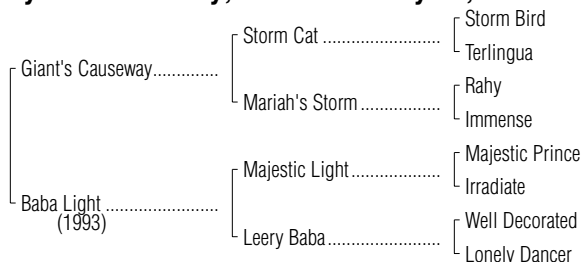 Storm Bird
Storm Cat ........................
Terlingua
Giant's Causeway..............
Rahy
Mariah's Storm .................
Immense
Majestic Prince
Majestic Light...................
Irradiate
Baba Light ........................
(1993)
Well Decorated
Leery Baba........................
Lonely Dancer